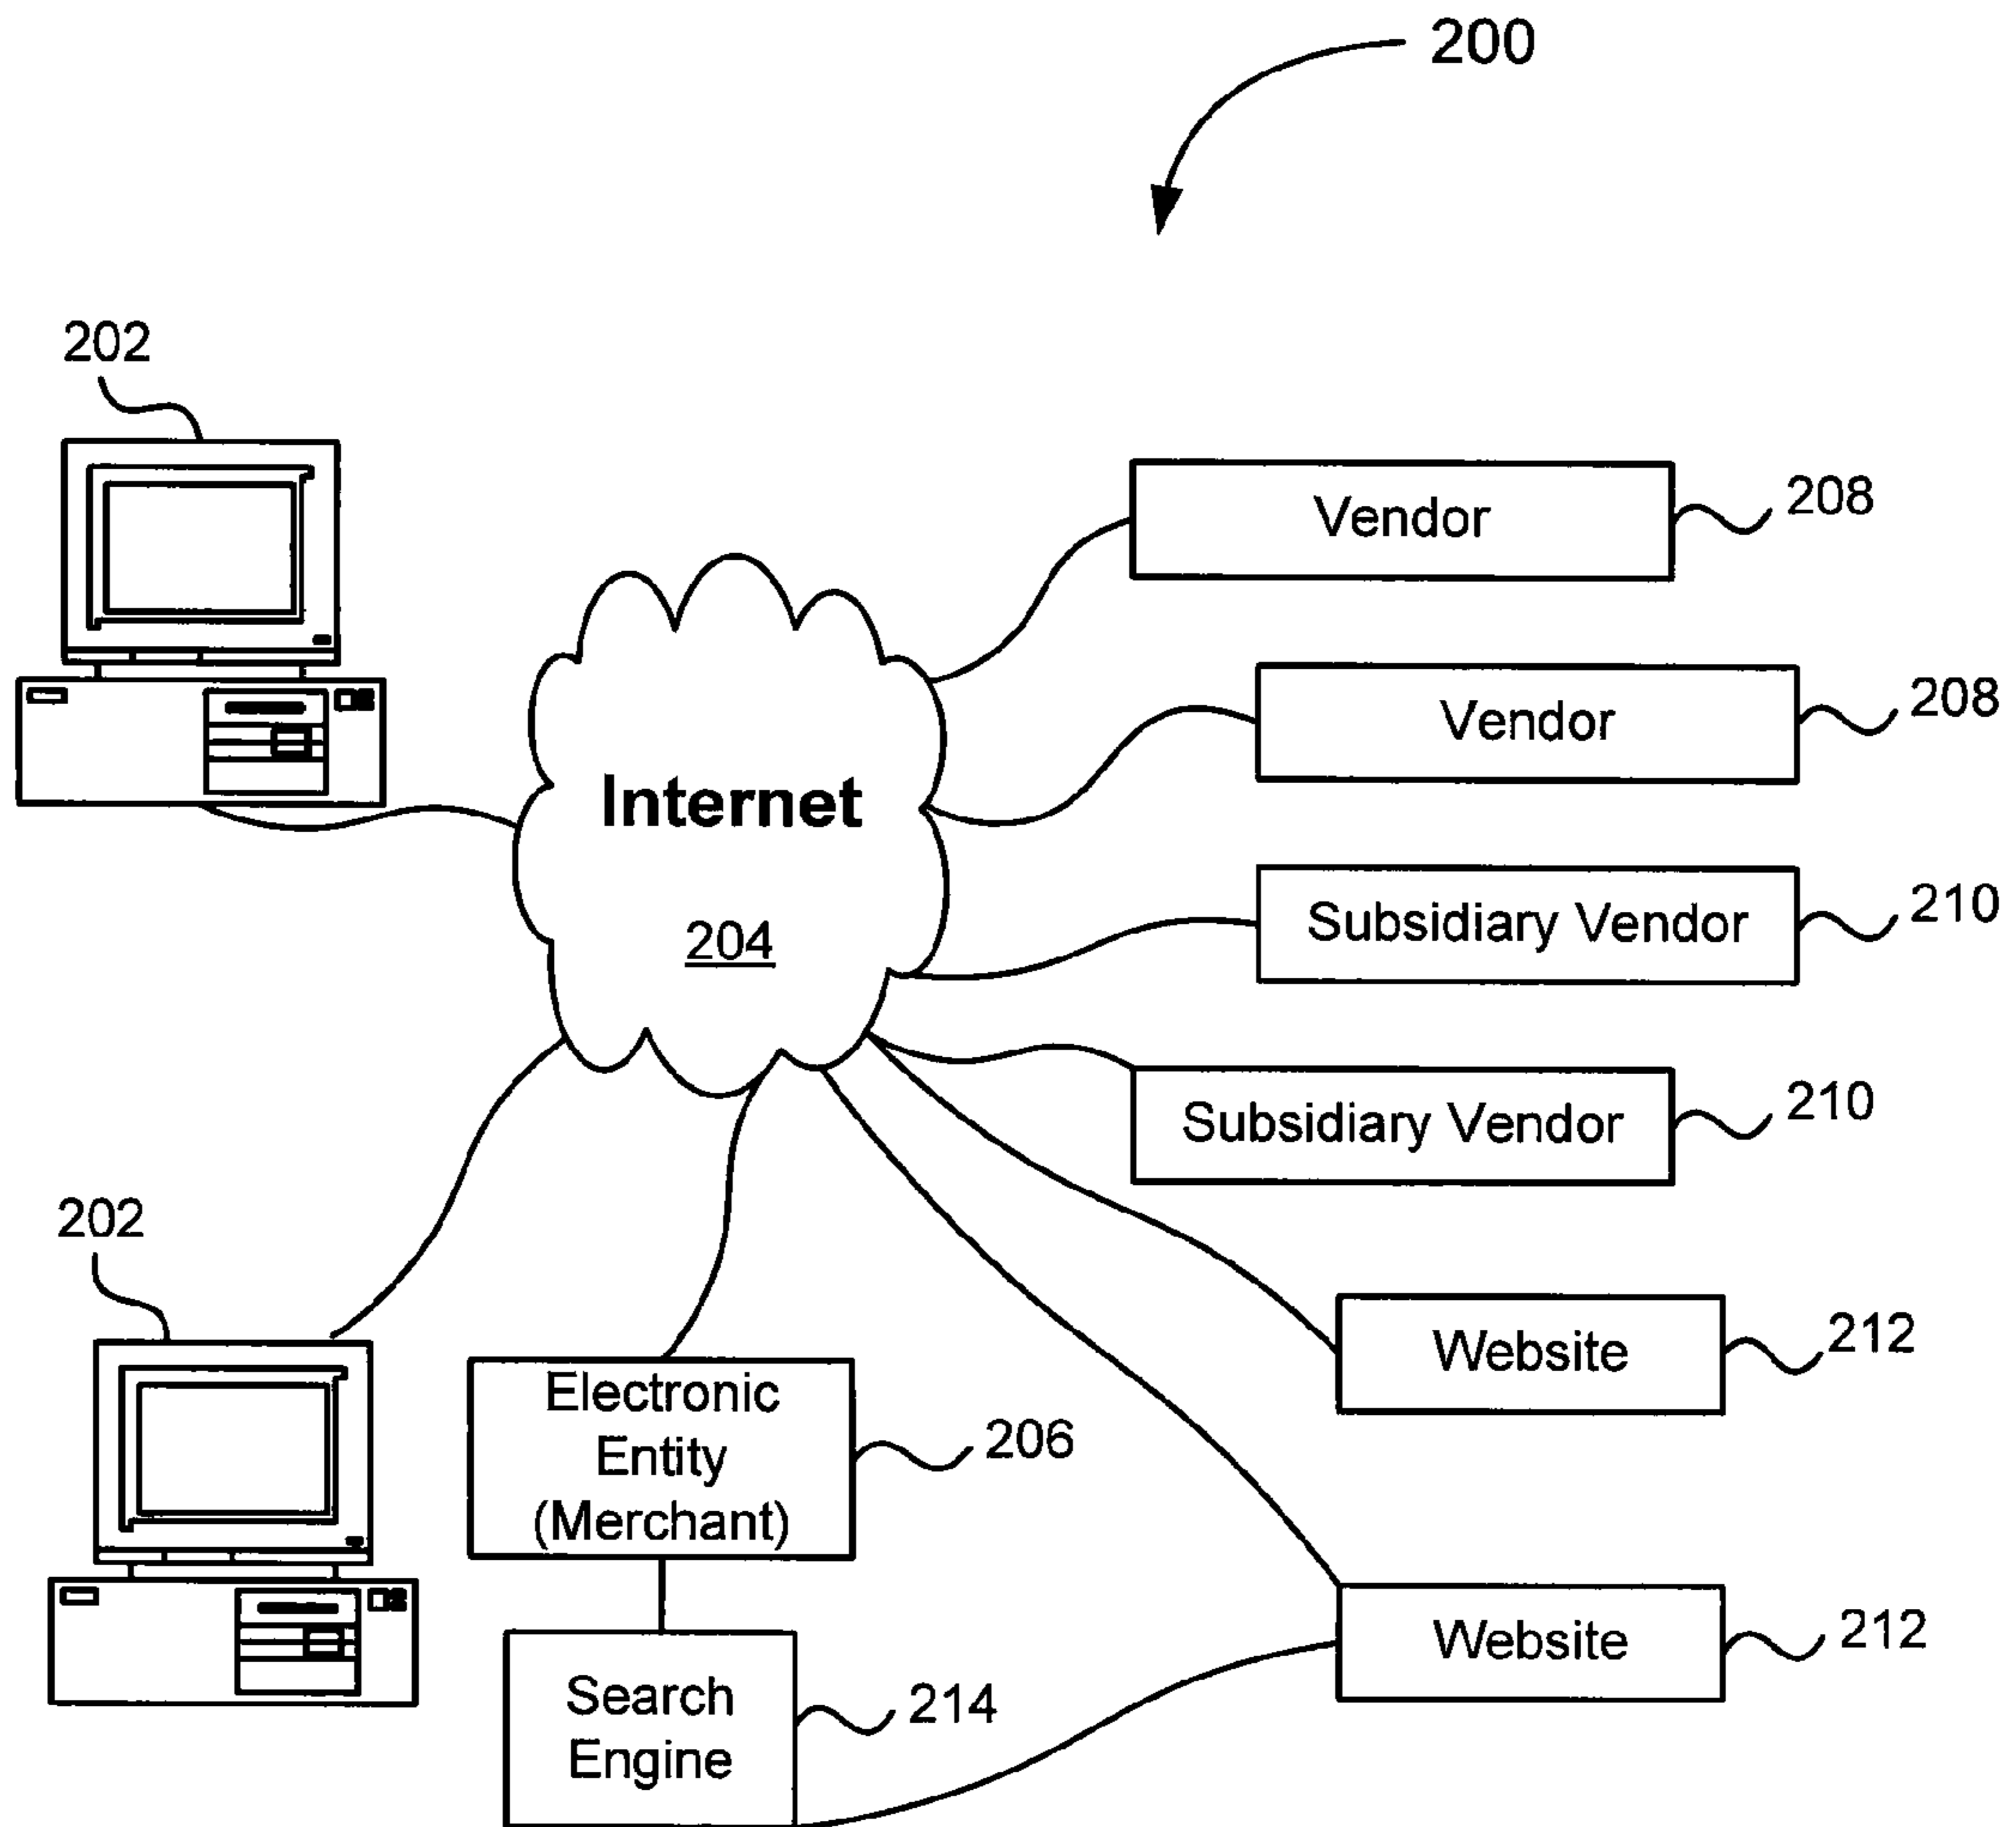 200
202
Vendor
208
Vendor
208
Internet
204
Subsidiary Vendor
210
Subsidiary Vendor
210
202
Website
212
Electronic
Entity
(Merchant)
206
Website
212
Search
Engine
214